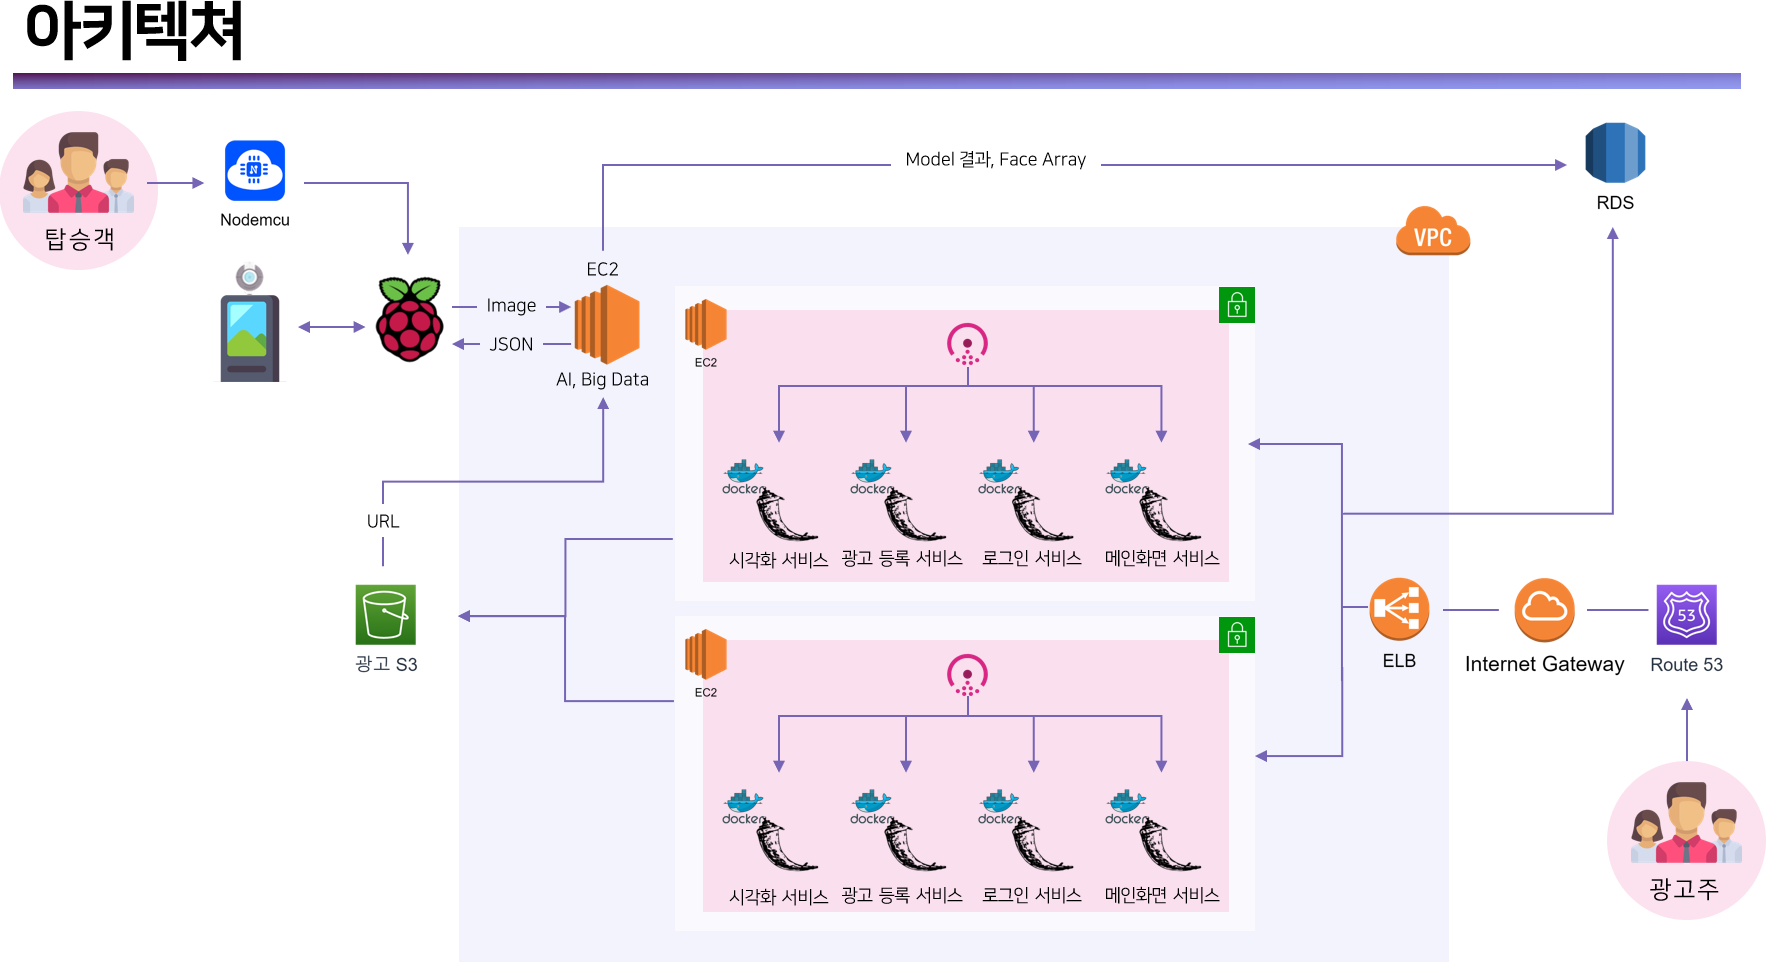 아키텍쳐
탑승객
Nodemcu
Image
JSON
EC2
AI, Big Data
Model 결과, Face Array
RDS
VPC
URL
광고 S3
EC2
docker
docker
docker
docker
시각화 서비스
광고 등록 서비스
로그인 서비스
메인화면 서비스
EC2
docker
docker
docker
docker
시각화 서비스
광고 등록 서비스
로그인 서비스
메인화면 서비스
ELB
Internet Gateway
53
Route 53
광고주